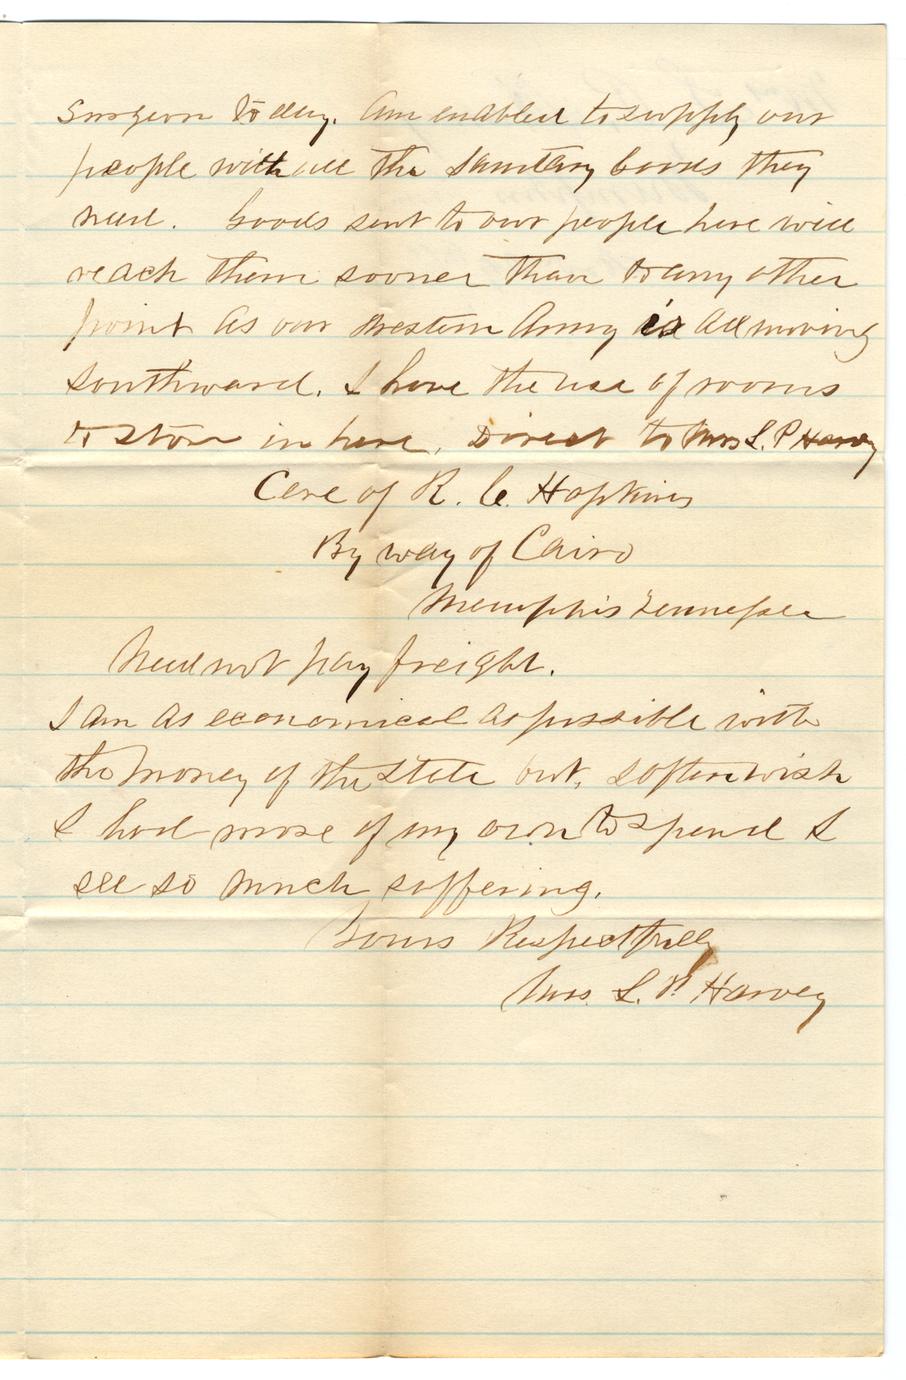 Surgeon to day. Am enabled to supply our
people with all the Sanitary Goods they
need. Goods sent to our people here will
reach them sooner than to any other
point as our Western Army is all moving
Southward. I have the use of rooms
to store in here. Direct to Mrs L. P Harvey
Care of R. C. Hopkins
By way of Cairo
Memphis Tennessee
Need not pay freight.
I am as economical as possible with
the money of the State but, I often wish
I had more of my own to spend I
see so much suffering.
Yours Respectfully
Mrs. L. P. Harvey